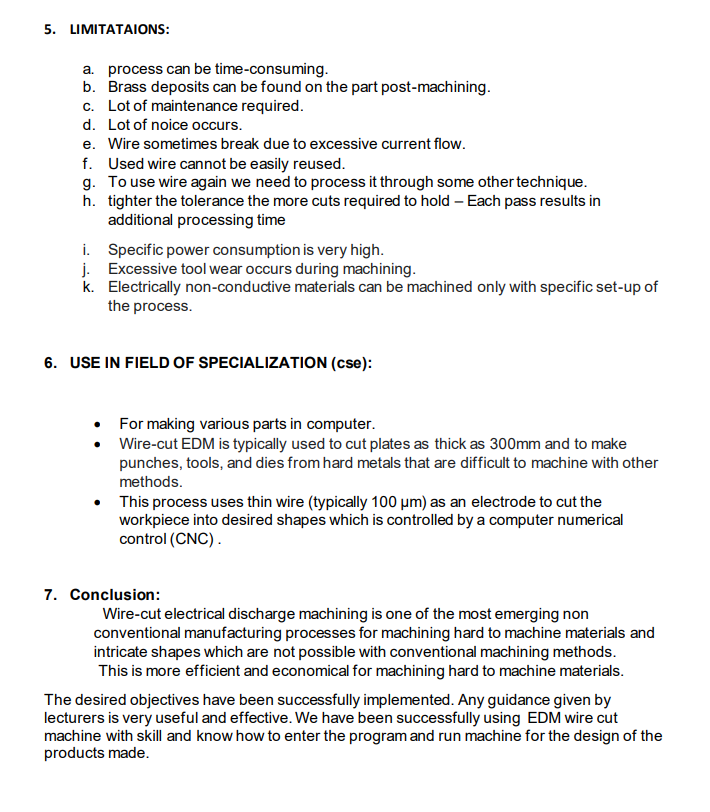 5. LIMITATAIONS:
a. process can be time-consuming.
b. Brass deposits can be found on the part post-machining.
c. Lot of maintenance required.
d. Lot of noice occurs.
e. Wire sometimes break due to excessive current flow.
f. Used wire cannot be easily reused.
g. To use wire again we need to process it through some other technique.
h. tighter the tolerance the more cuts required to hold – Each pass results in
additional processing time
i. Specific power consumption is very high.
j. Excessive tool wear occurs during machining.
k. Electrically non-conductive materials can be machined only with specific set-up of
the process.
6. USE IN FIELD OF SPECIALIZATION (cse):
• For making various parts in computer.
• Wire-cut EDM is typically used to cut plates as thick as 300mm and to make
punches, tools, and dies from hard metals that are difficult to machine with other
methods.
• This process uses thin wire (typically 100 μm) as an electrode to cut the
workpiece into desired shapes which is controlled by a computer numerical
control (CNC) .
7. Conclusion:
Wire-cut electrical discharge machining is one of the most emerging non
conventional manufacturing processes for machining hard to machine materials and
intricate shapes which are not possible with conventional machining methods.
This is more efficient and economical for machining hard to machine materials.
The desired objectives have been successfully implemented. Any guidance given by
lecturers is very useful and effective. We have been successfully using EDM wire cut
machine with skill and know how to enter the program and run machine for the design of the
products made.